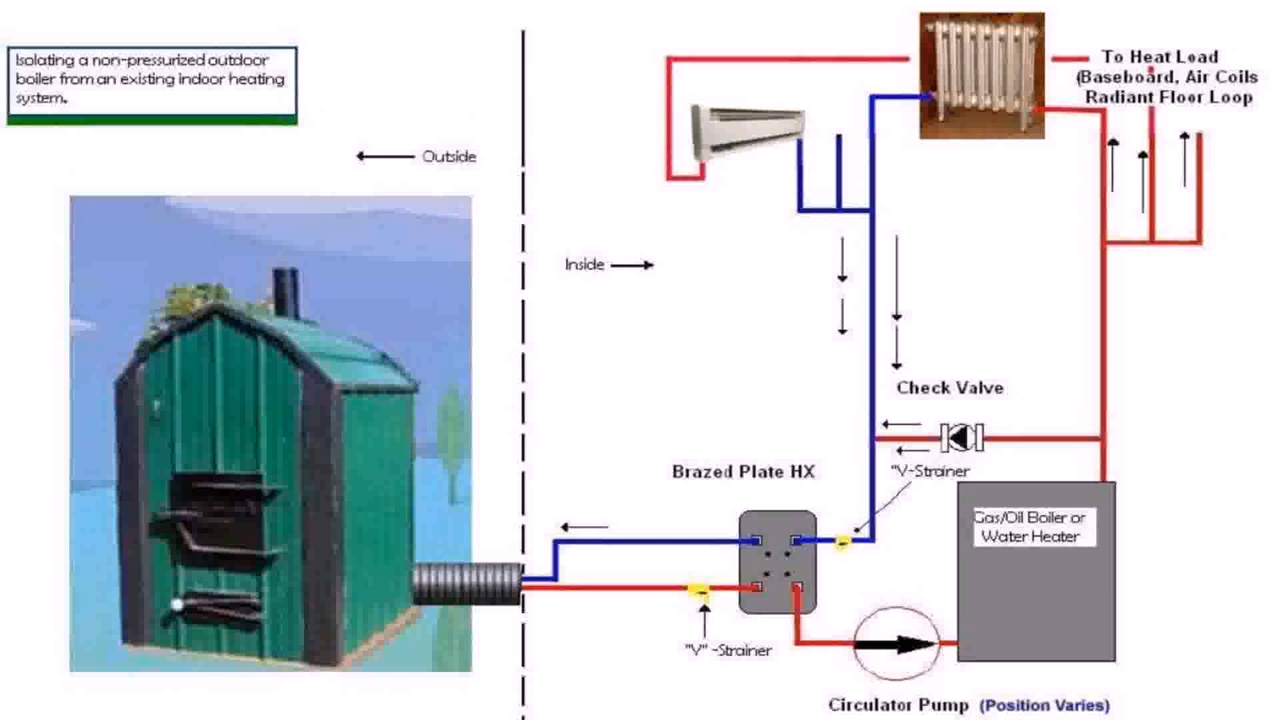 Isolating a non-pressurized outdoor
boiler from an existing indoor heating
system.
Outside
Inside
To Heat Load
(Baseboard, Air Coils
Radiant Floor Loop
Check Valve
"V-Strainer
Brazed Plate HX
Gas/Oil Boiler or
Water Heater
"V" -Strainer
Circulator Pump (Position Varies)